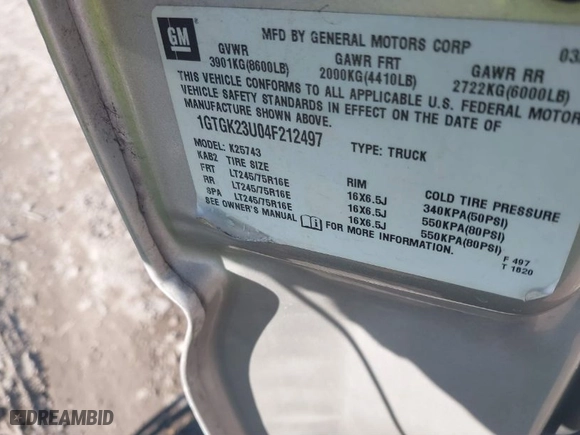 GM
MFD BY GENERAL MOTORS CORP
GVWR GAWR FRT GAWR RR
3901KG(8600LB) 2000KG(4410LB) 2722KG(6000LB)
THIS VEHICLE CONFORMS TO ALL APPLICABLE U.S. FEDERAL MOTOR
VEHICLE SAFETY STANDARDS IN EFFECT ON THE DATE OF
MANUFACTURE SHOWN ABOVE.
1GTGK23U04F212497 TYPE: TRUCK
MODEL: K25743
KAB2 TIRE SIZE RIM COLD TIRE PRESSURE
FRT LT245/75R16E 16X6.5J 340KPA(50PSI)
RR LT245/75R16E 16X6.5J 550KPA(80PSI)
SPA LT245/75R16E 16X6.5J 550KPA(80PSI)
SEE OWNER'S MANUAL FOR MORE INFORMATION.
F 497
T 1820
DREAMBID